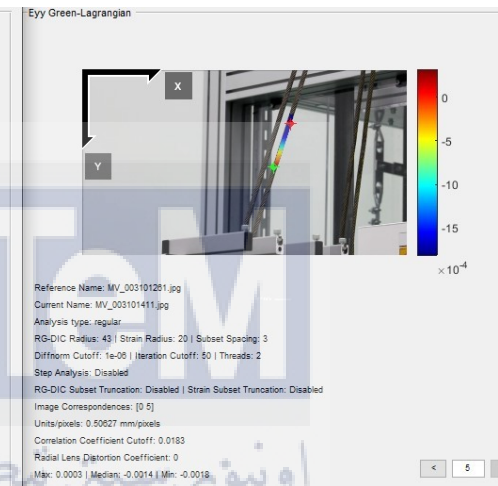 Eyy Green-Lagrangian
X
Y
0
-5
-10
-15
×10⁻⁴
TeM
Reference Name: MV_003101261.jpg
Current Name: MV_003101411.jpg
Analysis type: regular
RG-DIC Radius: 43 | Strain Radius: 20 | Subset Spacing: 3
Diffnorm Cutoff: 1e-06 | Iteration Cutoff: 50 | Threads: 2
Step Analysis: Disabled
RG-DIC Subset Truncation: Disabled | Strain Subset Truncation: Disabled
Image Correspondences: [0 5]
Units/pixels: 0.50627 mm/pixels
Correlation Coefficient Cutoff: 0.0183
Radial Lens Distortion Coefficient: 0
Max: 0.0003 | Median: -0.0014 | Min: -0.0018
< 5